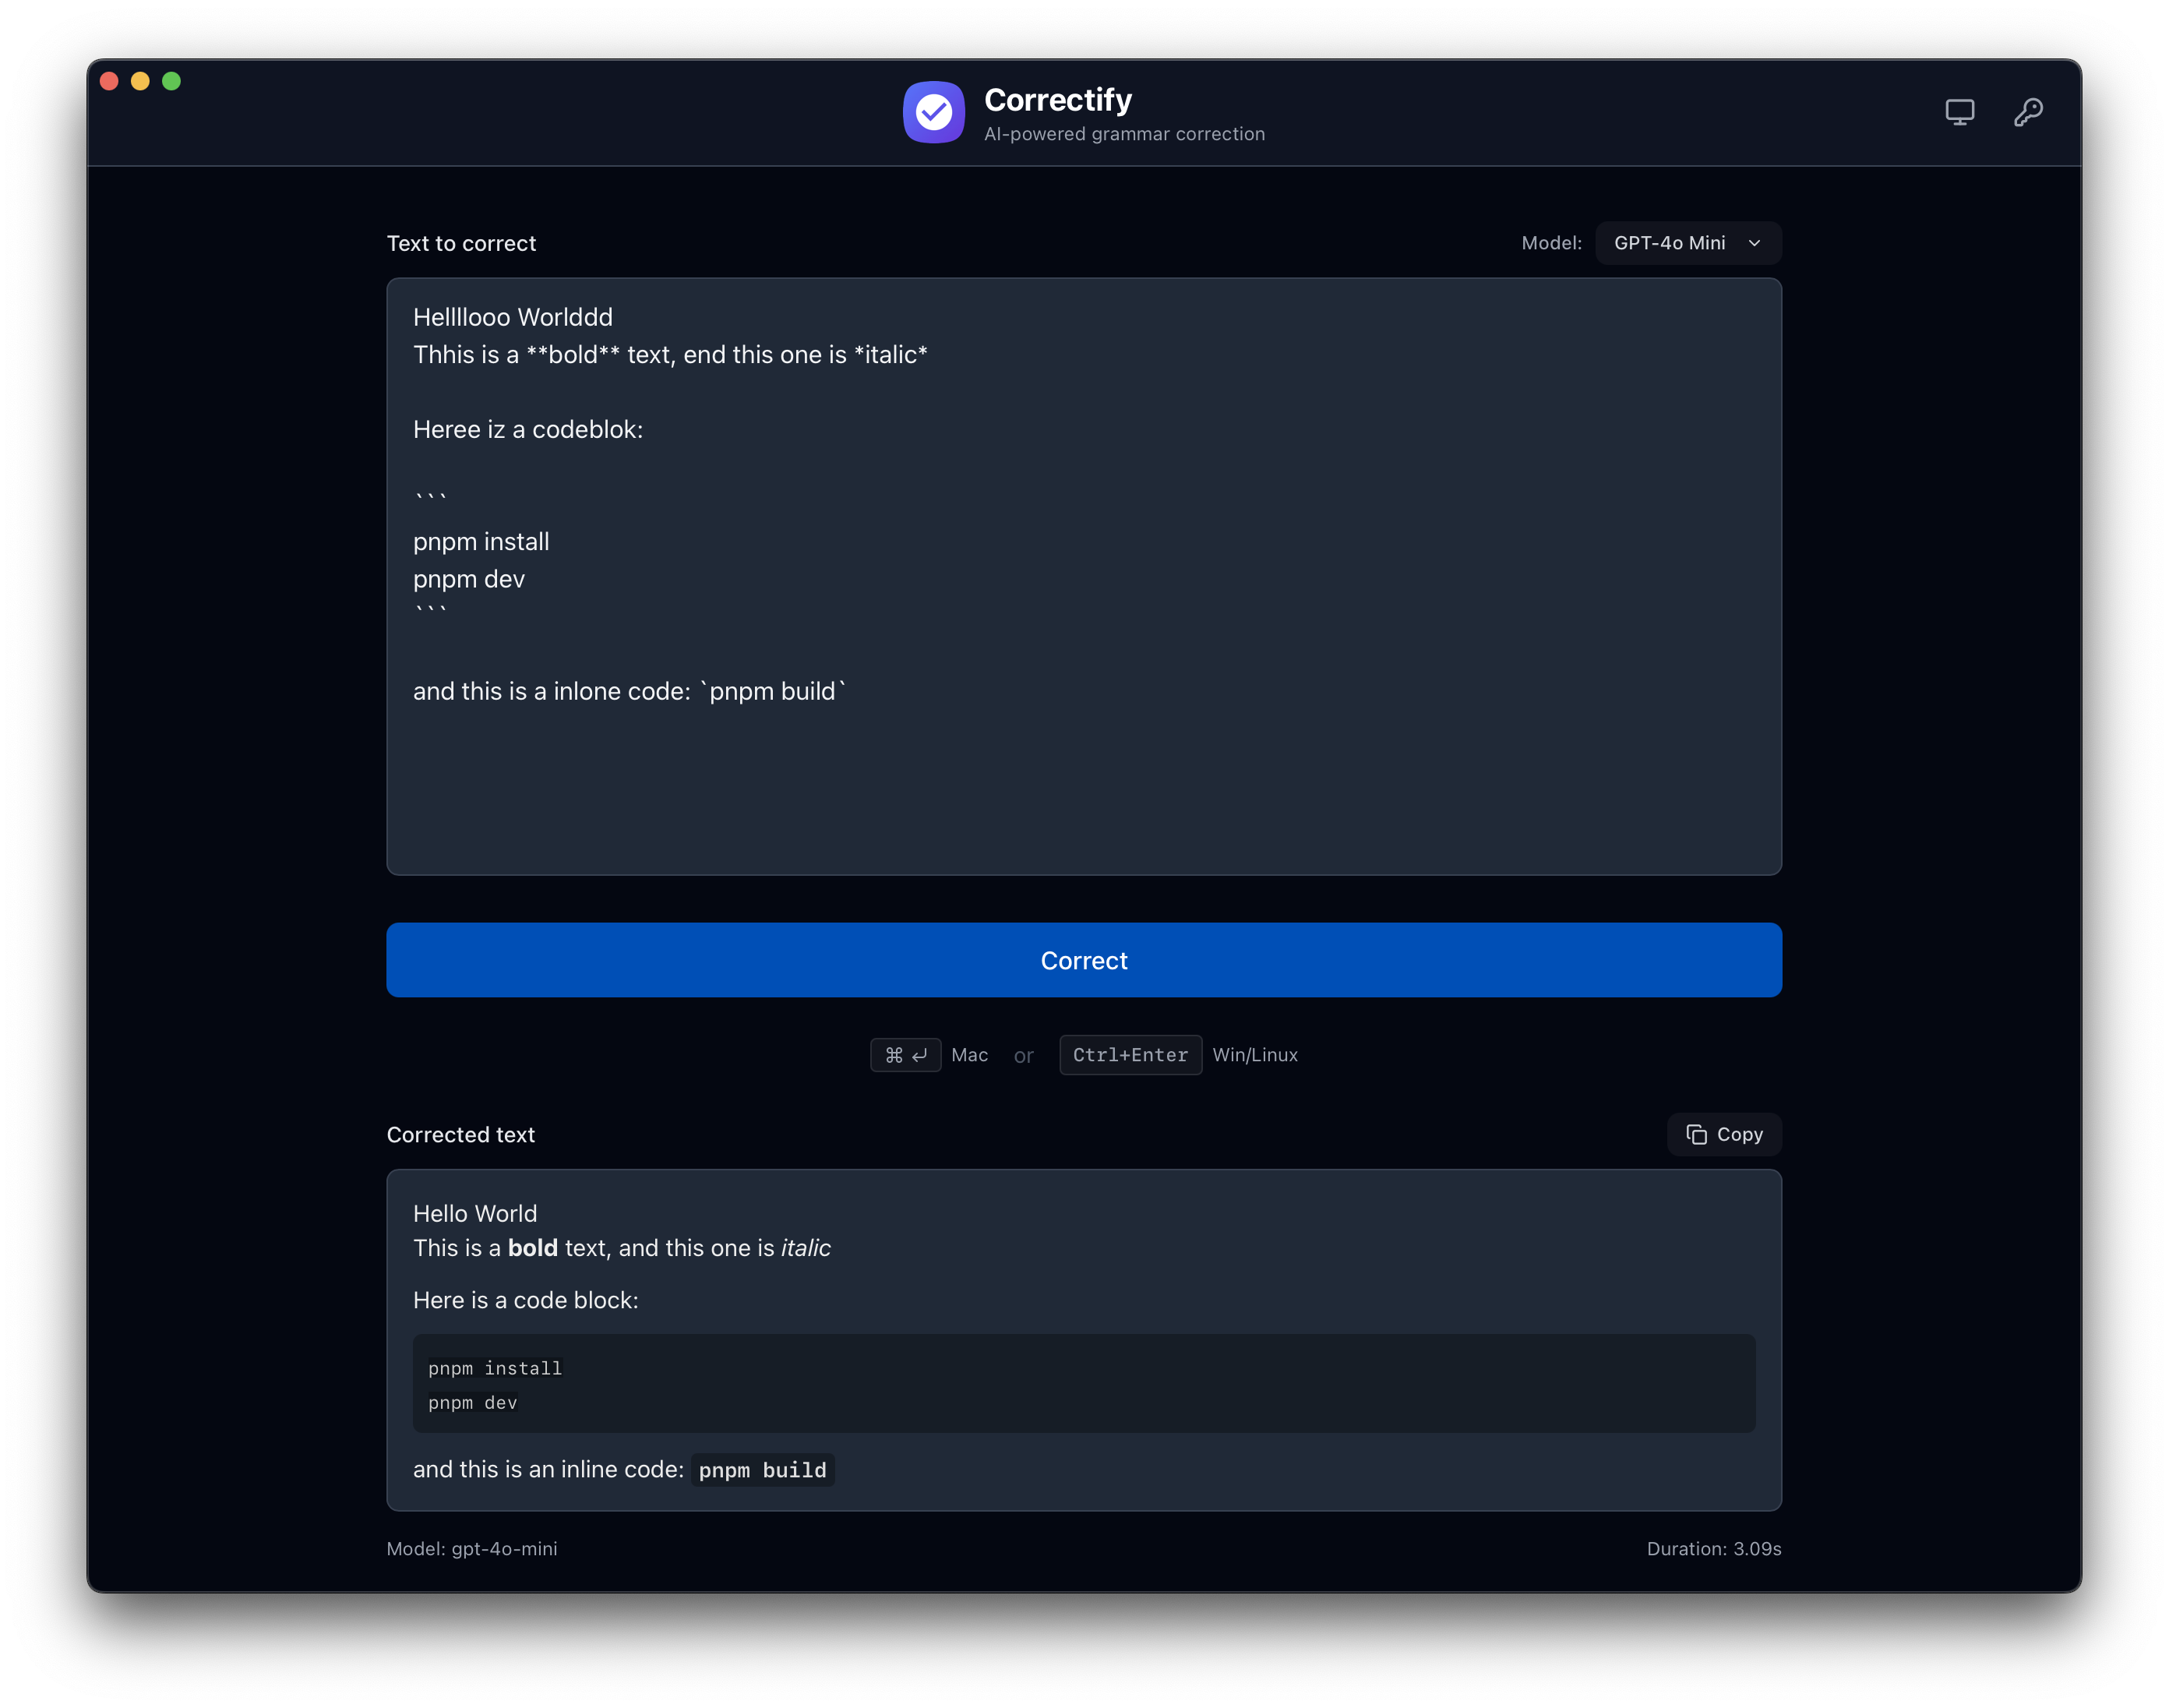 Correctify
AI-powered grammar correction
Text to correct
Model: GPT-4o Mini
Hellllooo Worlddd
Thhis is a **bold** text, end this one is *italic*
Heree iz a codeblok:
```
pnpm install
pnpm dev
```
and this is a inlone code: `pnpm build`
Correct
⌘ ⏎ Mac or Ctrl+Enter Win/Linux
Corrected text
Copy
Hello World
This is a bold text, and this one is italic
Here is a code block:
pnpm install
pnpm dev
and this is an inline code: pnpm build
Model: gpt-4o-mini
Duration: 3.09s